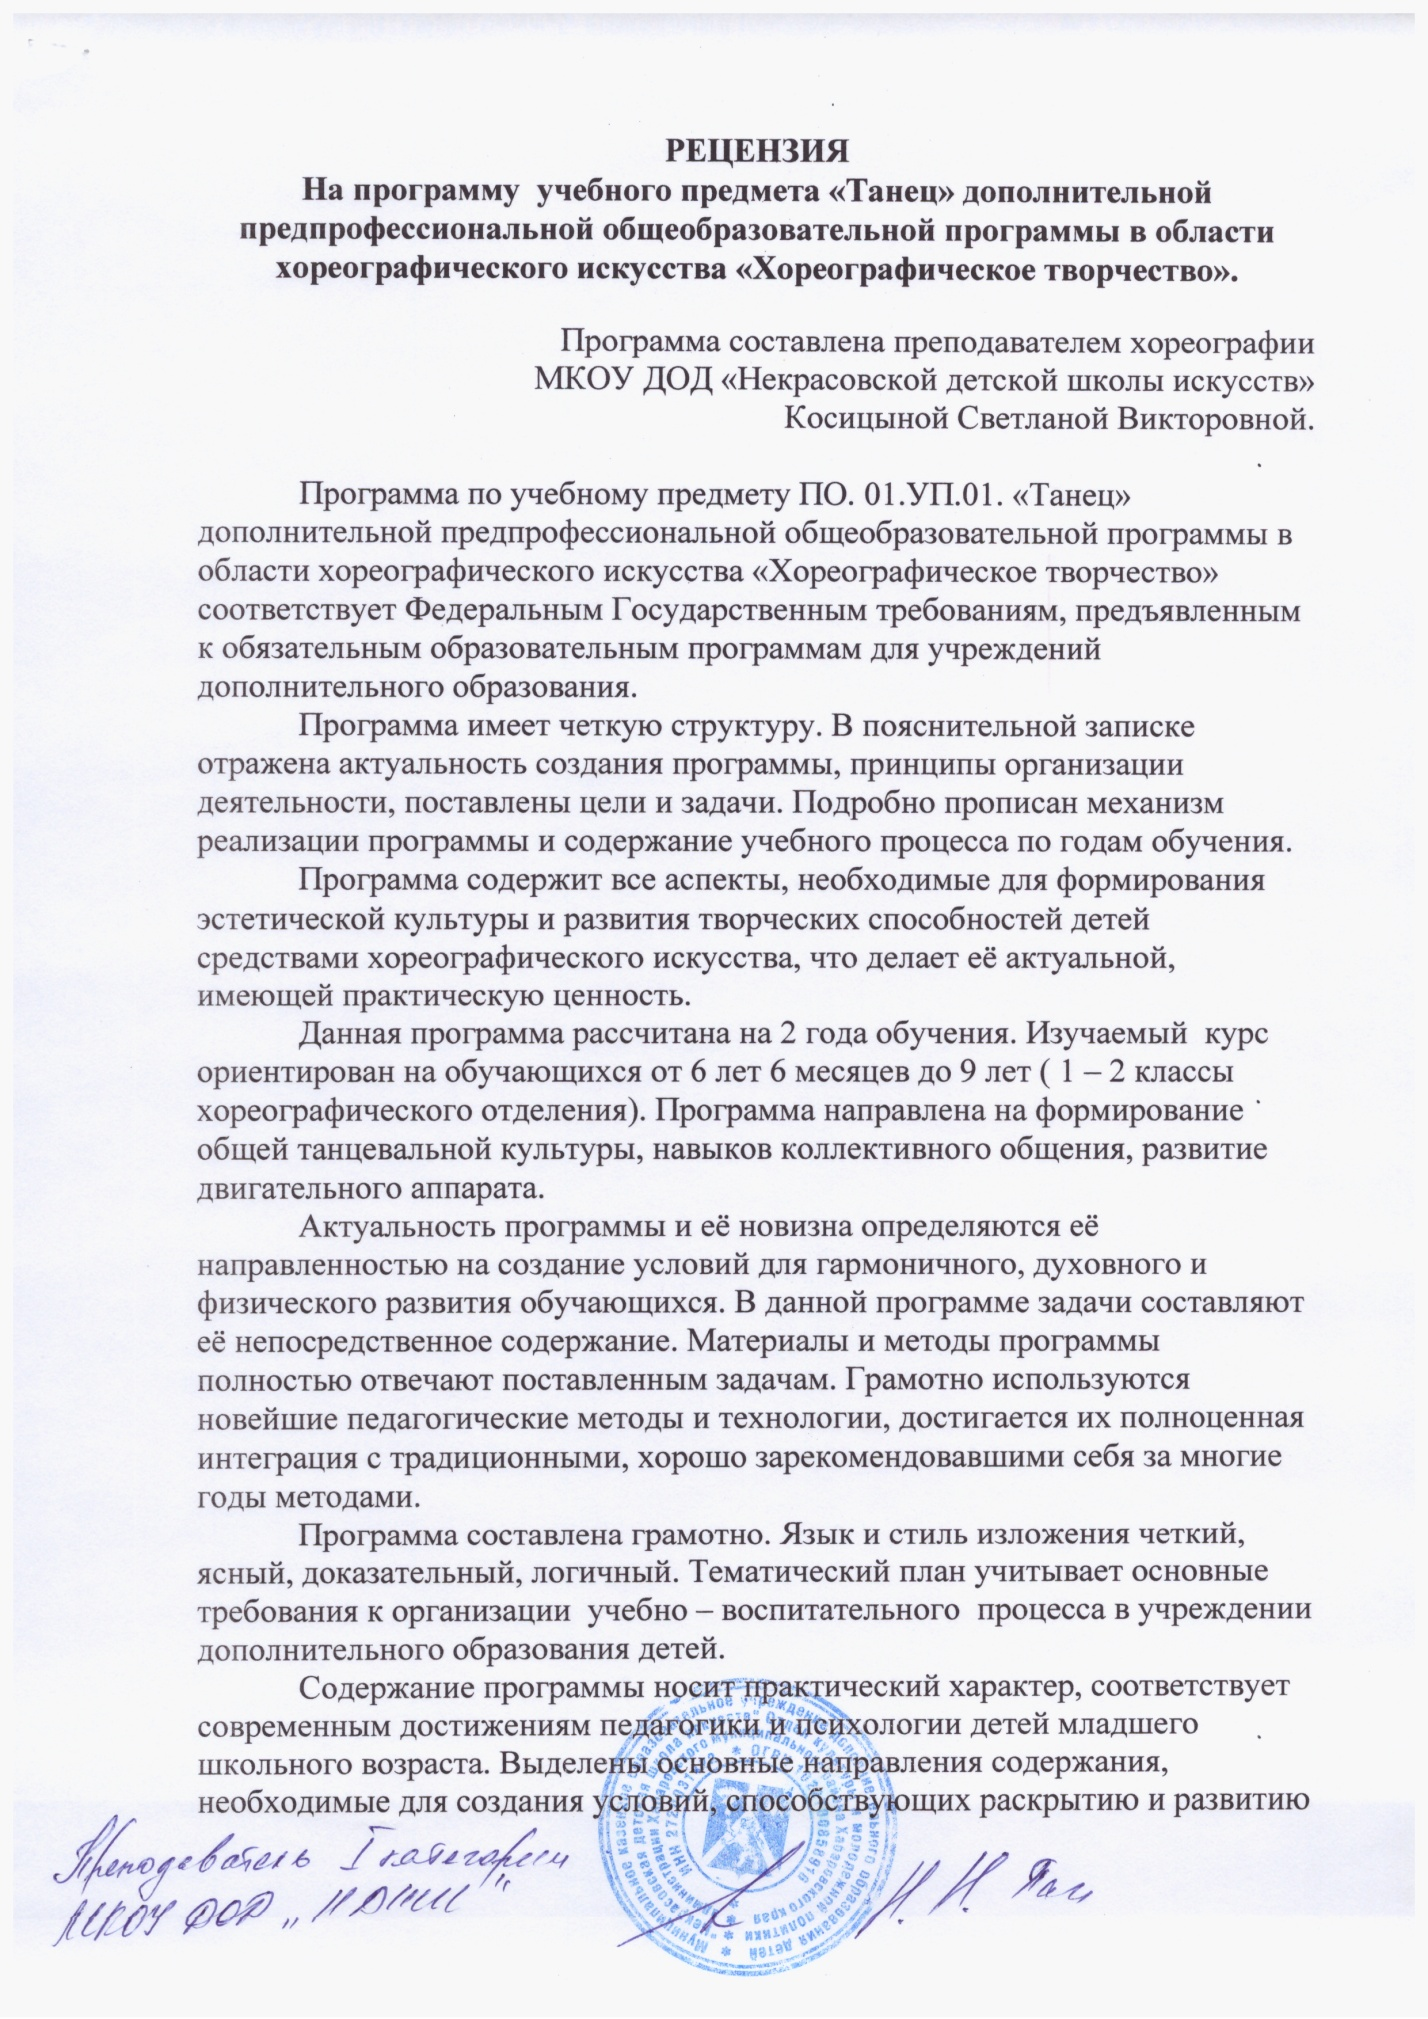 РЕЦЕНЗИЯ
На программу учебного предмета «Танец» дополнительной
предпрофессиональной общеобразовательной программы в области
хореографического искусства «Хореографическое творчество».
Программа составлена преподавателем хореографии
МКОУ ДОД «Некрасовской детской школы искусств»
Косицыной Светланой Викторовной.
Программа по учебному предмету ПО. 01.УП.01. «Танец»
дополнительной предпрофессиональной общеобразовательной программы в
области хореографического искусства «Хореографическое творчество»
соответствует Федеральным Государственным требованиям, предъявленным
к обязательным образовательным программам для учреждений
дополнительного образования.
Программа имеет четкую структуру. В пояснительной записке
отражена актуальность создания программы, принципы организации
деятельности, поставлены цели и задачи. Подробно прописан механизм
реализации программы и содержание учебного процесса по годам обучения.
Программа содержит все аспекты, необходимые для формирования
эстетической культуры и развития творческих способностей детей
средствами хореографического искусства, что делает её актуальной,
имеющей практическую ценность.
Данная программа рассчитана на 2 года обучения. Изучаемый курс
ориентирован на обучающихся от 6 лет 6 месяцев до 9 лет ( 1 – 2 классы
хореографического отделения). Программа направлена на формирование
общей танцевальной культуры, навыков коллективного общения, развитие
двигательного аппарата.
Актуальность программы и её новизна определяются её
направленностью на создание условий для гармоничного, духовного и
физического развития обучающихся. В данной программе задачи составляют
её непосредственное содержание. Материалы и методы программы
полностью отвечают поставленным задачам. Грамотно используются
новейшие педагогические методы и технологии, достигается их полноценная
интеграция с традиционными, хорошо зарекомендовавшими себя за многие
годы методами.
Программа составлена грамотно. Язык и стиль изложения четкий,
ясный, доказательный, логичный. Тематический план учитывает основные
требования к организации учебно – воспитательного процесса в учреждении
дополнительного образования детей.
Содержание программы носит практический характер, соответствует
современным достижениям педагогики и психологии детей младшего
школьного возраста. Выделены основные направления содержания,
необходимые для создания условий, способствующих раскрытию и развитию
Преподаватель I категории
МКОУ ДОД „НДШИ"
Н. Н.